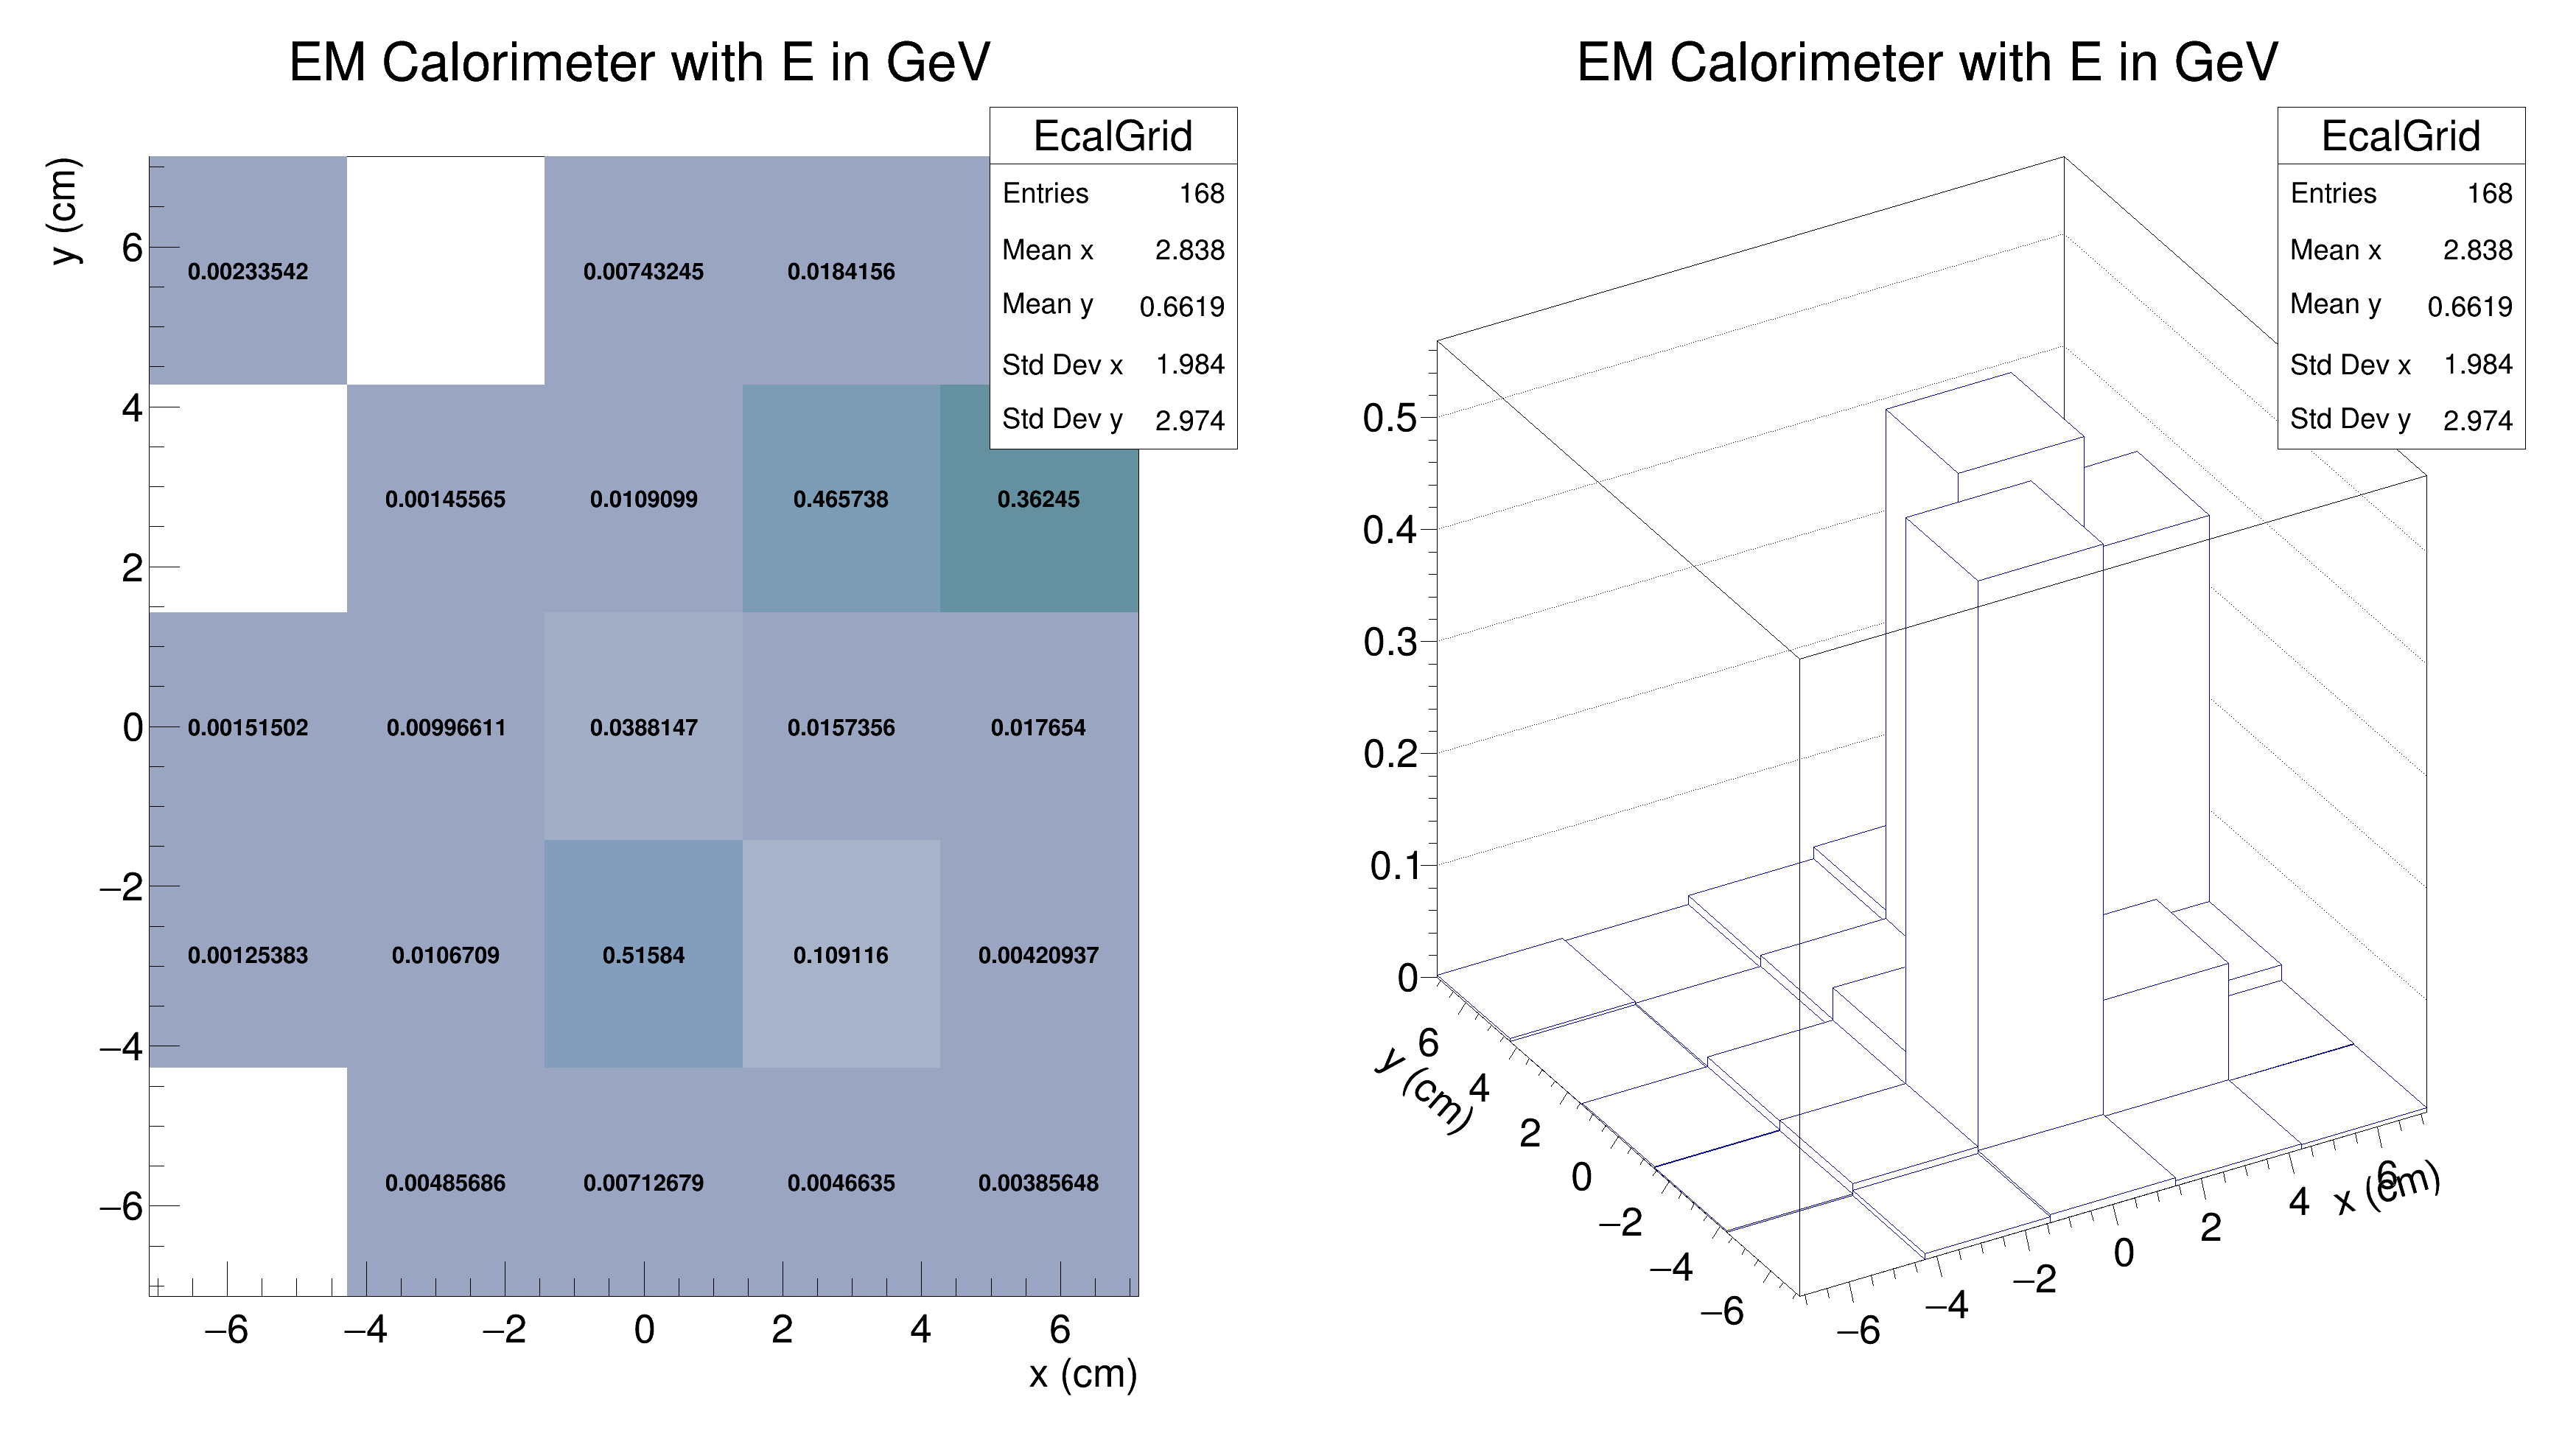 EM Calorimeter with E in GeV
EcalGrid
Entries 168
Mean x 2.838
Mean y 0.6619
Std Dev x 1.984
Std Dev y 2.974
y (cm)
6
4
2
0
−2
−4
−6
0.00233542 0.00743245 0.0184156
0.00145565 0.0109099 0.465738 0.36245
0.00151502 0.00996611 0.0388147 0.0157356 0.017654
0.00125383 0.0106709 0.51584 0.109116 0.00420937
0.00485686 0.00712679 0.0046635 0.00385648
−6 −4 −2 0 2 4 6
x (cm)
EM Calorimeter with E in GeV
EcalGrid
Entries 168
Mean x 2.838
Mean y 0.6619
Std Dev x 1.984
Std Dev y 2.974
0.5
0.4
0.3
0.2
0.1
0
6
4
2
0
−2
−4
−6
y (cm)
−6 −4 −2 0 2 4 6
x (cm)